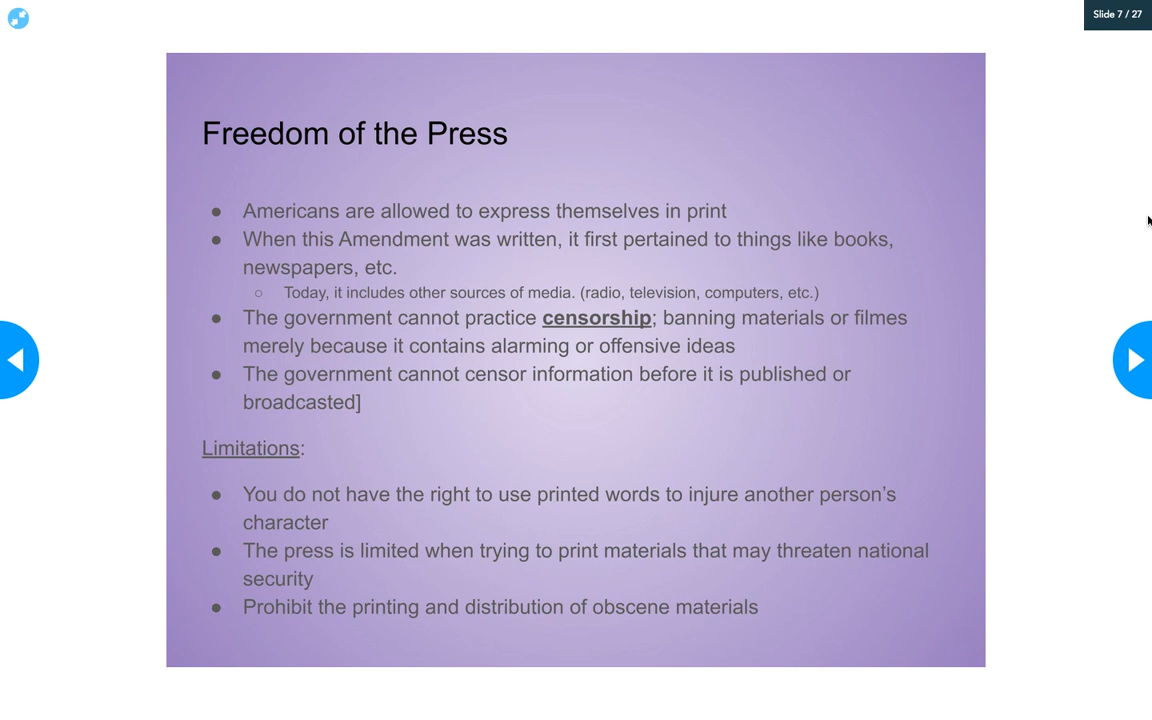 Slide 7 / 27
Freedom of the Press
● Americans are allowed to express themselves in print
● When this Amendment was written, it first pertained to things like books,
newspapers, etc.
○ Today, it includes other sources of media. (radio, television, computers, etc.)
● The government cannot practice censorship; banning materials or filmes
merely because it contains alarming or offensive ideas
● The government cannot censor information before it is published or
broadcasted]
Limitations:
● You do not have the right to use printed words to injure another person’s
character
● The press is limited when trying to print materials that may threaten national
security
● Prohibit the printing and distribution of obscene materials